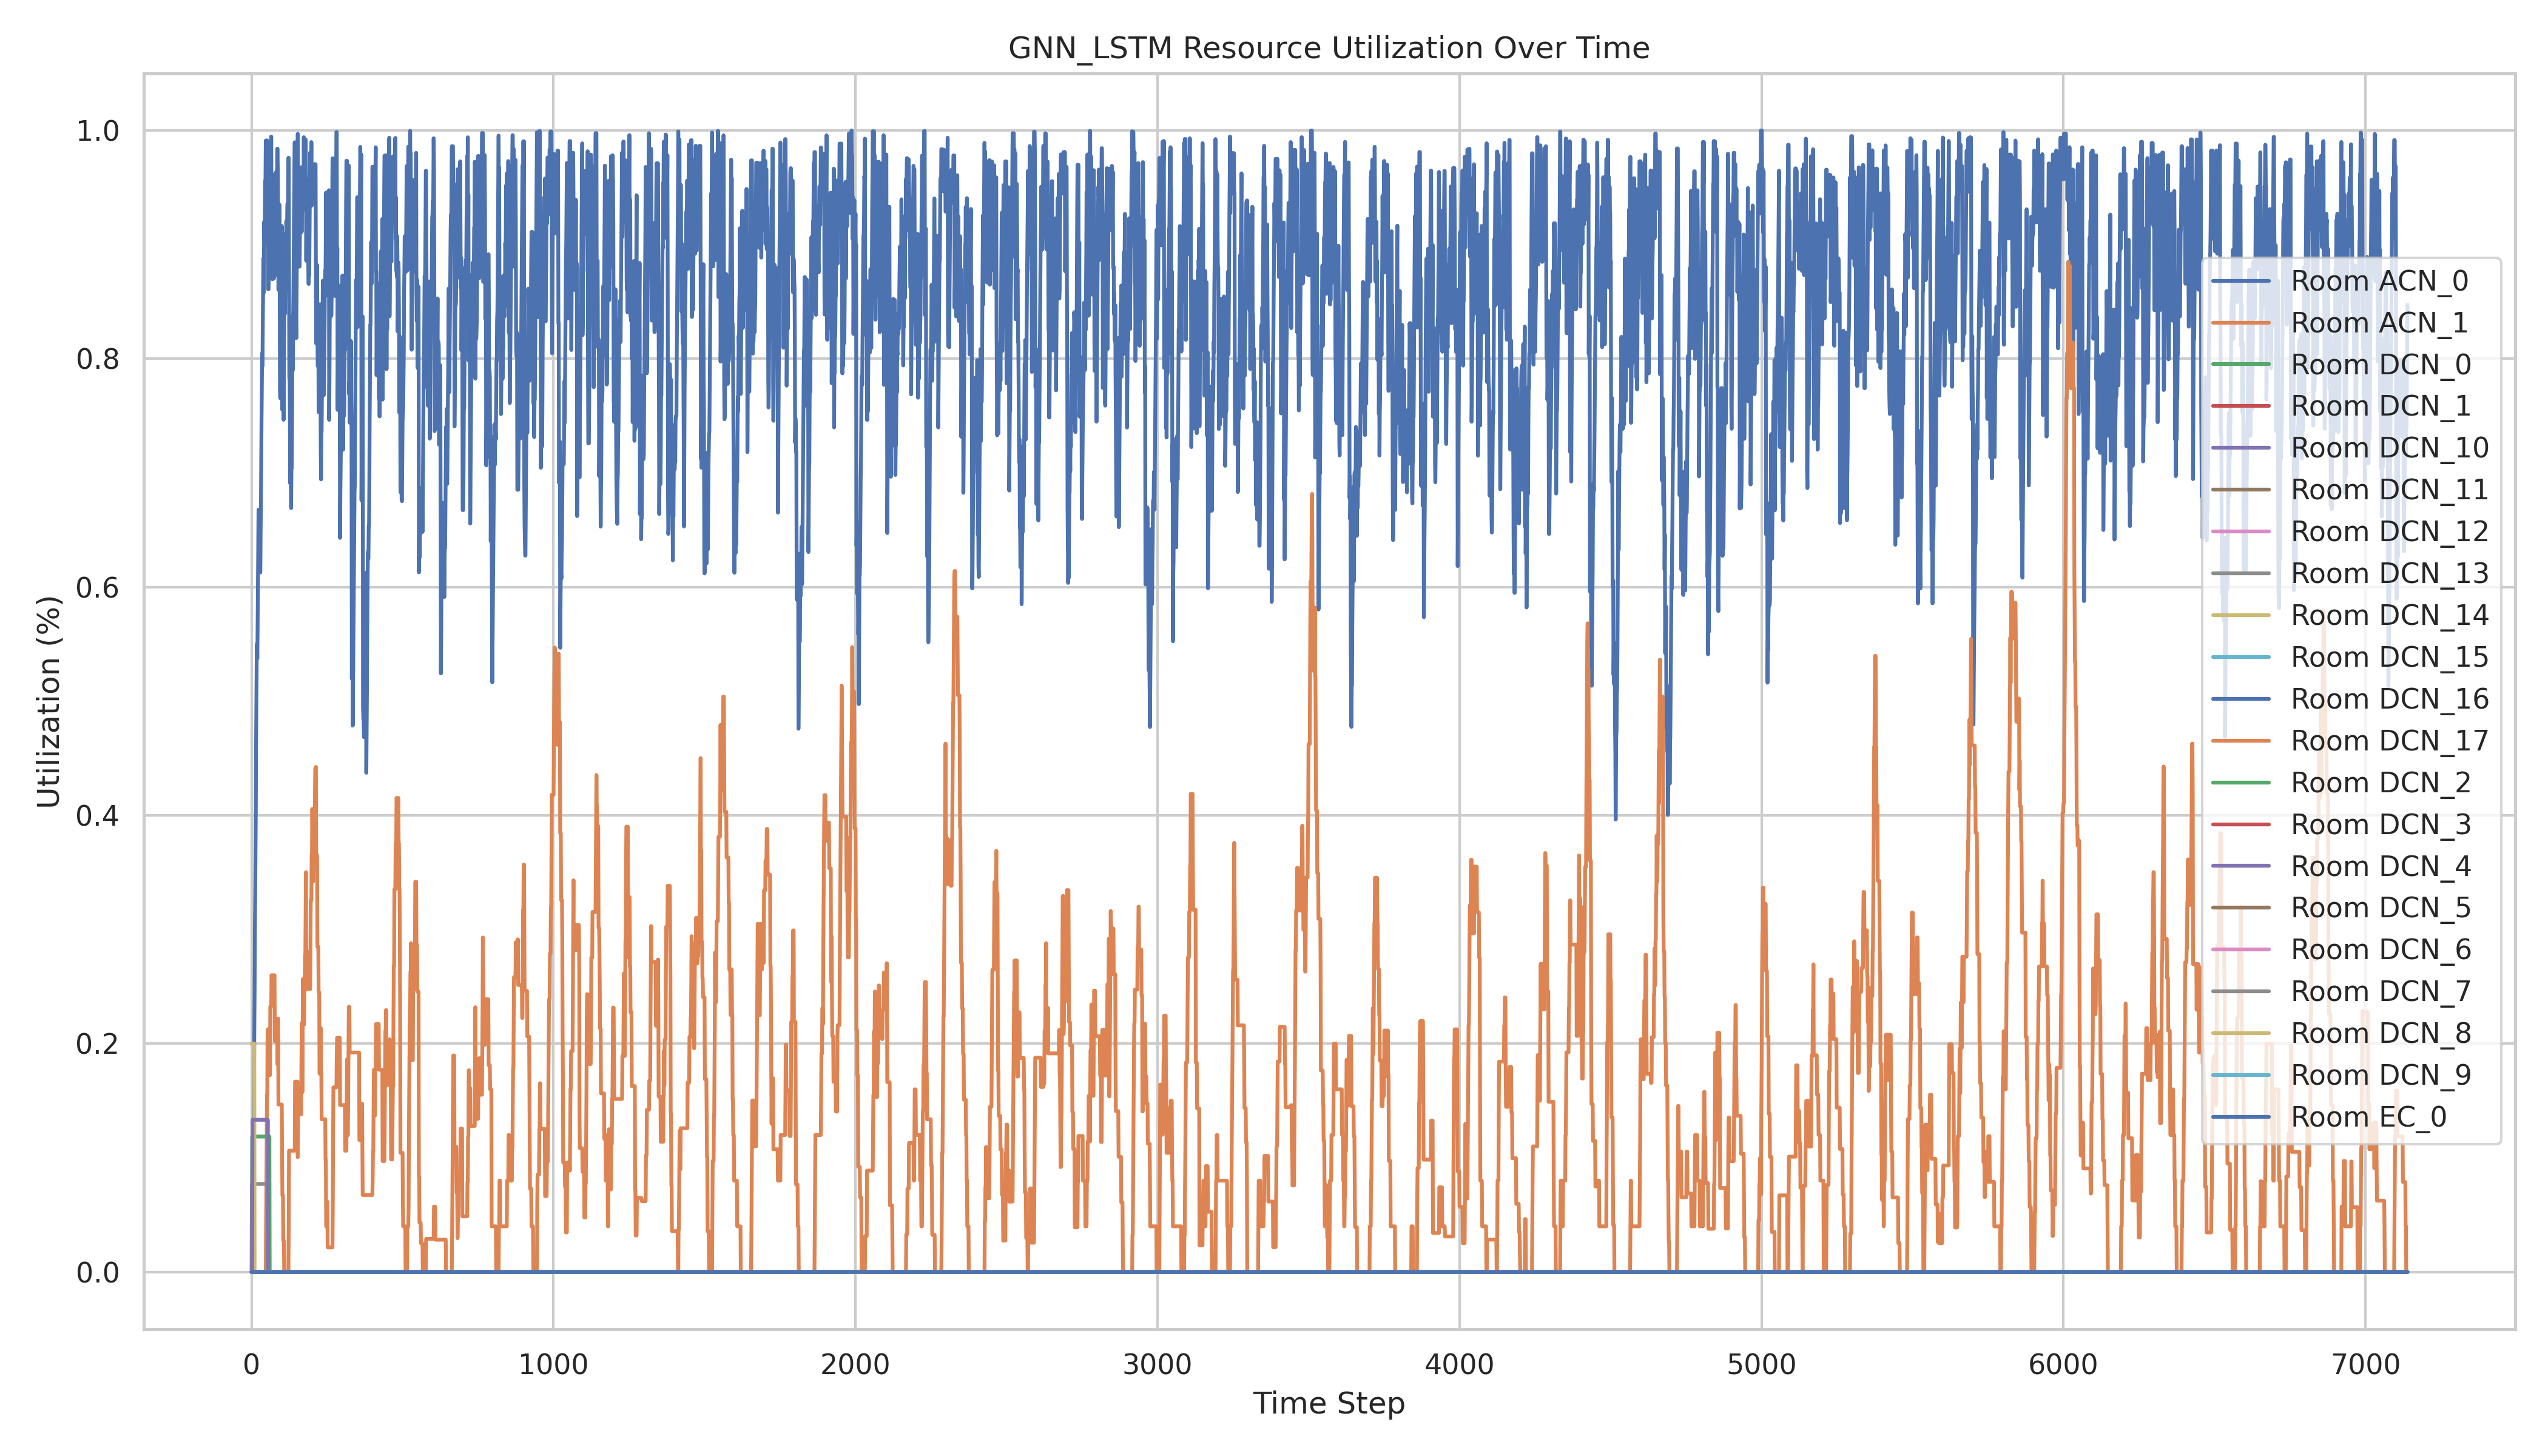 GNN_LSTM Resource Utilization Over Time
1.0
0.8
0.6
0.4
0.2
0.0
Utilization (%)
0 1000 2000 3000 4000 5000 6000 7000
Time Step
Room ACN_0
Room ACN_1
Room DCN_0
Room DCN_1
Room DCN_10
Room DCN_11
Room DCN_12
Room DCN_13
Room DCN_14
Room DCN_15
Room DCN_16
Room DCN_17
Room DCN_2
Room DCN_3
Room DCN_4
Room DCN_5
Room DCN_6
Room DCN_7
Room DCN_8
Room DCN_9
Room EC_0